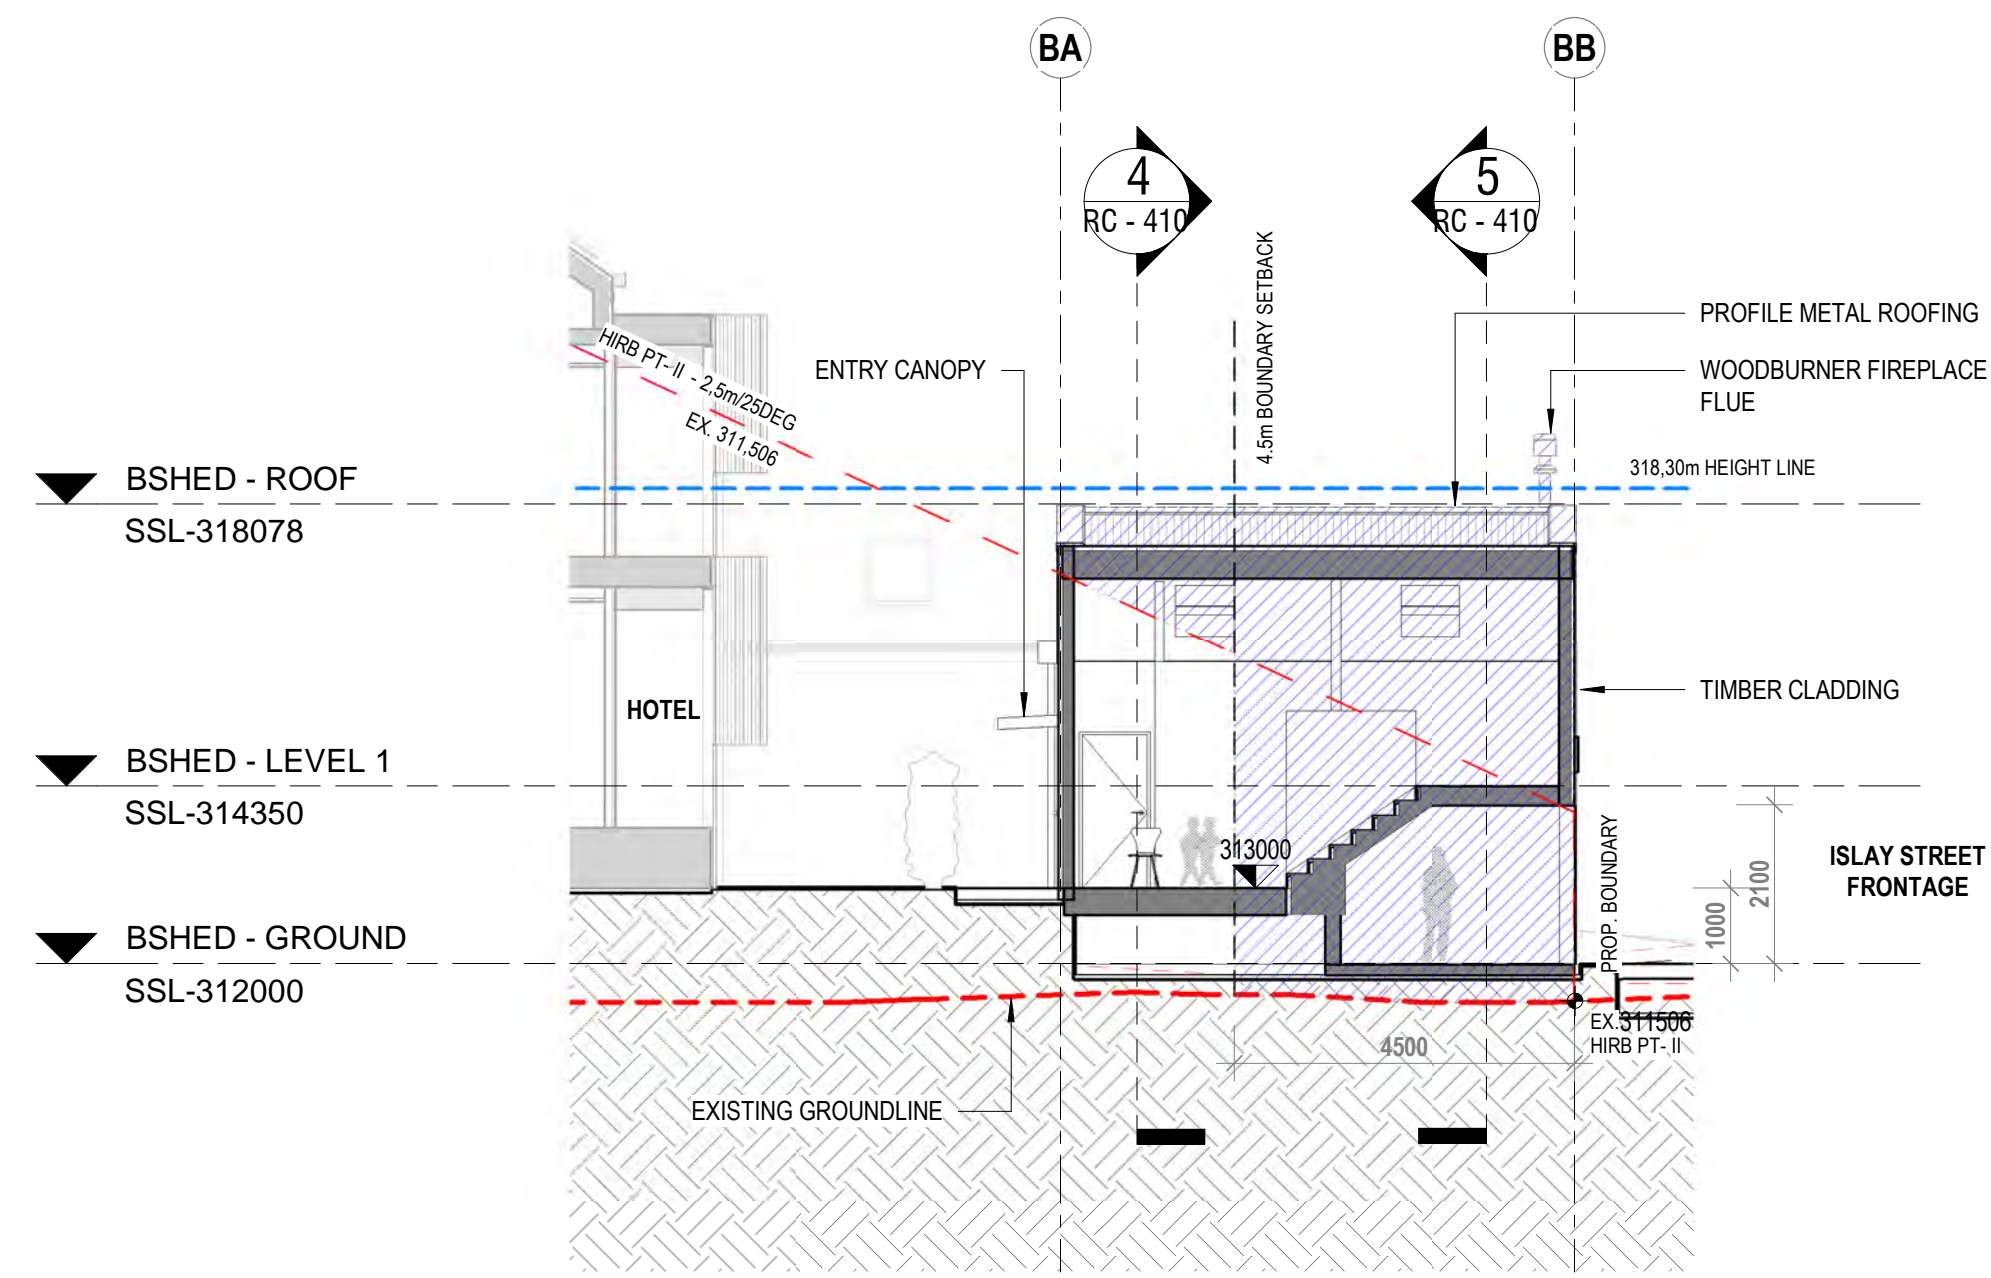 BA
BB
4
RC - 410
5
RC - 410
4.5m BOUNDARY SETBACK
PROFILE METAL ROOFING
WOODBURNER FIREPLACE
FLUE
HIRB PT- II - 2,5m/25DEG
EX. 311,506
ENTRY CANOPY
318,30m HEIGHT LINE
BSHED - ROOF
SSL-318078
HOTEL
TIMBER CLADDING
BSHED - LEVEL 1
SSL-314350
313000
PROP. BOUNDARY
1000
2100
ISLAY STREET
FRONTAGE
BSHED - GROUND
SSL-312000
EX.311506
HIRB PT- II
4500
EXISTING GROUNDLINE